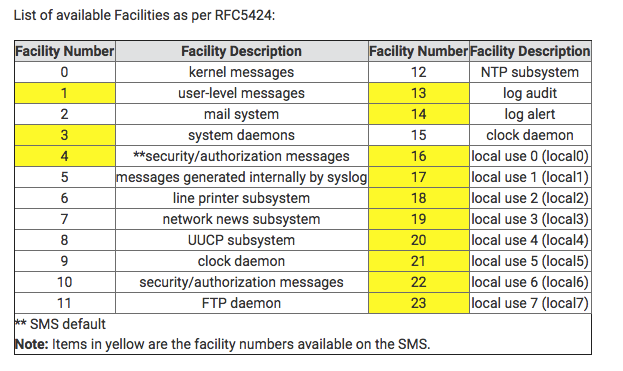 List of available Facilities as per RFC5424:
Facility Number Facility Description Facility Number Facility Description
0 kernel messages 12 NTP subsystem
1 user-level messages 13 log audit
2 mail system 14 log alert
3 system daemons 15 clock daemon
4 **security/authorization messages 16 local use 0 (local0)
5 messages generated internally by syslog 17 local use 1 (local1)
6 line printer subsystem 18 local use 2 (local2)
7 network news subsystem 19 local use 3 (local3)
8 UUCP subsystem 20 local use 4 (local4)
9 clock daemon 21 local use 5 (local5)
10 security/authorization messages 22 local use 6 (local6)
11 FTP daemon 23 local use 7 (local7)
** SMS default
Note: Items in yellow are the facility numbers available on the SMS.